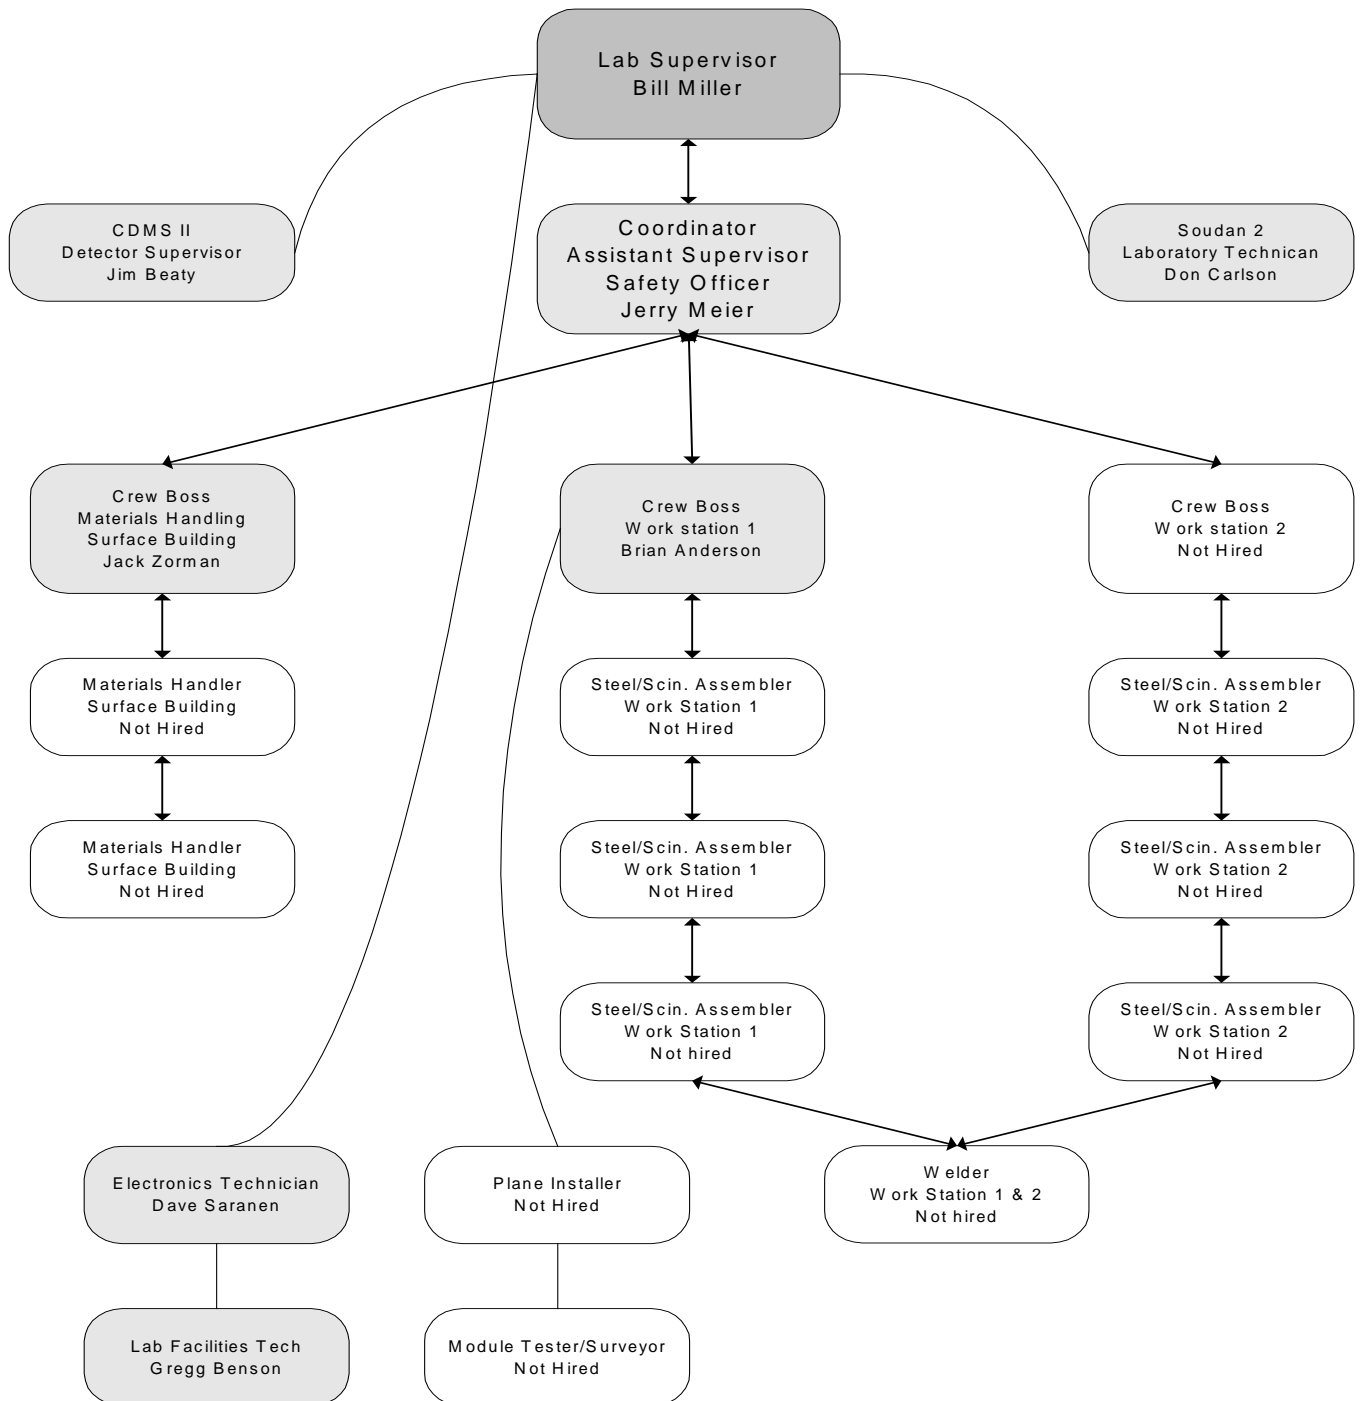 Lab Supervisor
Bill Miller
CDMS II
Detector Supervisor
Jim Beaty
Coordinator
Assistant Supervisor
Safety Officer
Jerry Meier
Soudan 2
Laboratory Technican
Don Carlson
Crew Boss
Materials Handling
Surface Building
Jack Zorman
Crew Boss
Work station 1
Brian Anderson
Crew Boss
Work station 2
Not Hired
Materials Handler
Surface Building
Not Hired
Steel/Scin. Assembler
Work Station 1
Not Hired
Steel/Scin. Assembler
Work Station 2
Not Hired
Materials Handler
Surface Building
Not Hired
Steel/Scin. Assembler
Work Station 1
Not Hired
Steel/Scin. Assembler
Work Station 2
Not Hired
Steel/Scin. Assembler
Work Station 1
Not hired
Steel/Scin. Assembler
Work Station 2
Not Hired
Electronics Technician
Dave Saranen
Plane Installer
Not Hired
Welder
Work Station 1 & 2
Not hired
Lab Facilities Tech
Gregg Benson
Module Tester/Surveyor
Not Hired